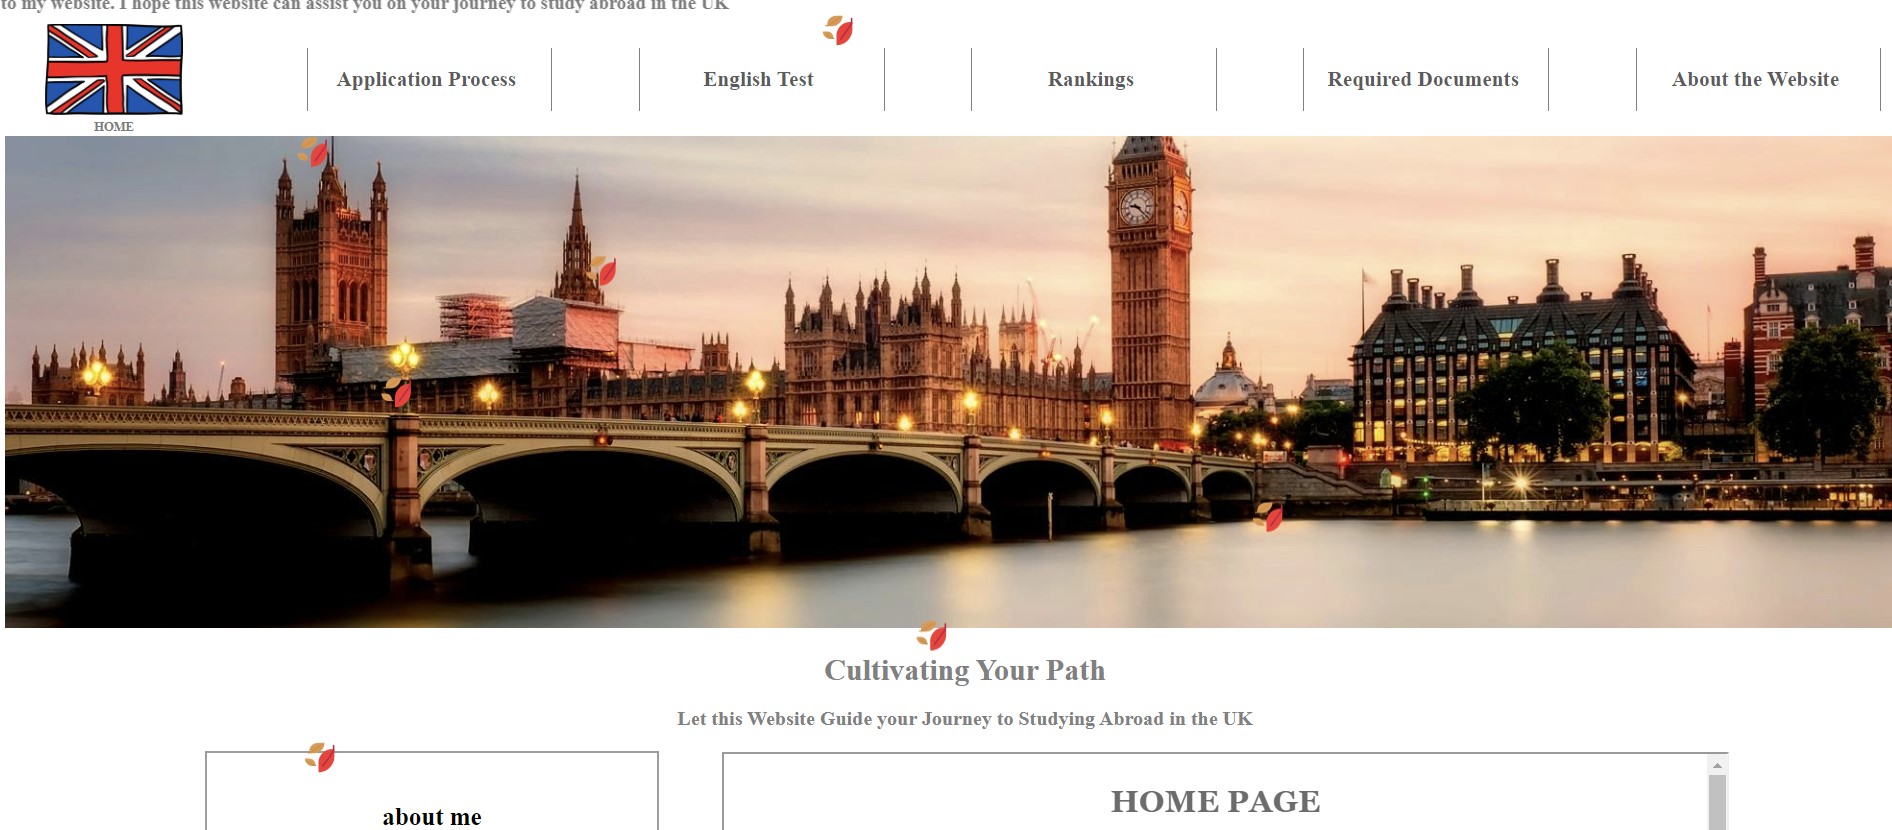 to my website. I hope this website can assist you on your journey to study abroad in the UK
HOME
Application Process
English Test
Rankings
Required Documents
About the Website
Cultivating Your Path
Let this Website Guide your Journey to Studying Abroad in the UK
about me
HOME PAGE